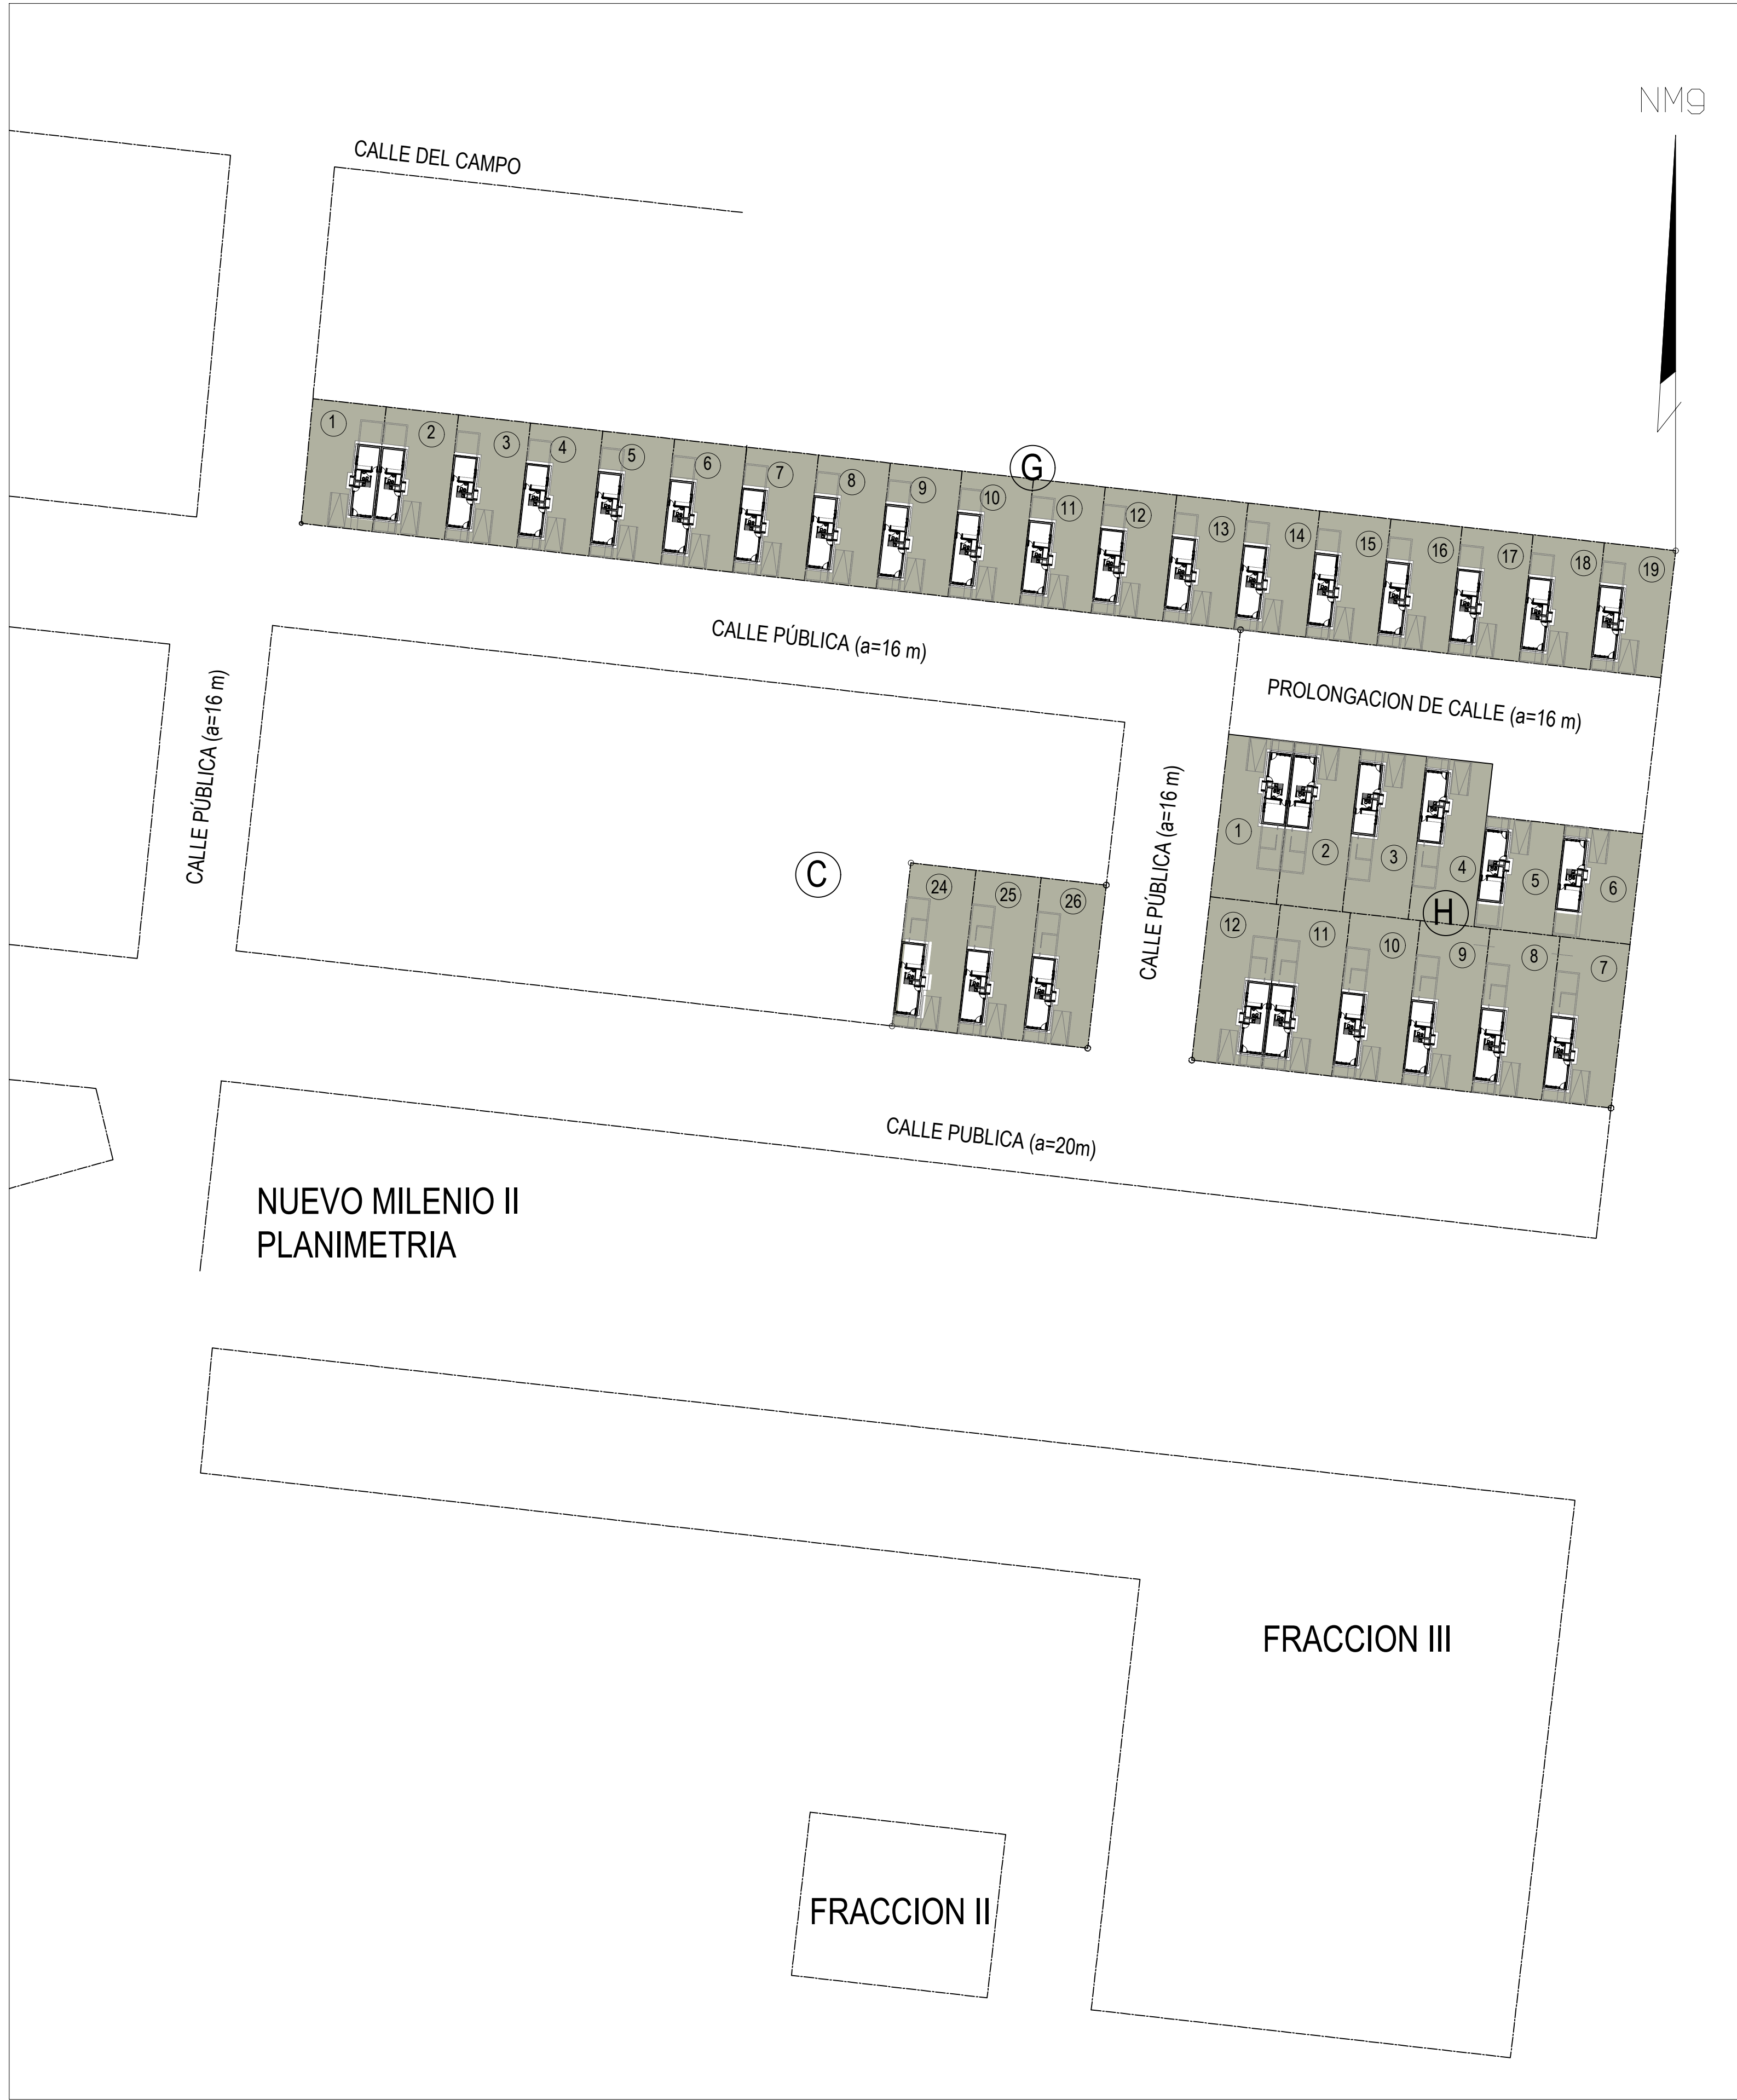 NM9
CALLE DEL CAMPO
1
2
3
4
5
6
7
8
9
10
G
11
12
13
14
15
16
17
18
19
CALLE PÚBLICA (a=16 m)
PROLONGACION DE CALLE (a=16 m)
CALLE PÚBLICA (a=16 m)
CALLE PÚBLICA (a=16 m)
C
24
25
26
1
2
3
4
5
6
H
12
11
10
9
8
7
CALLE PUBLICA (a=20m)
NUEVO MILENIO II
PLANIMETRIA
FRACCION III
FRACCION II